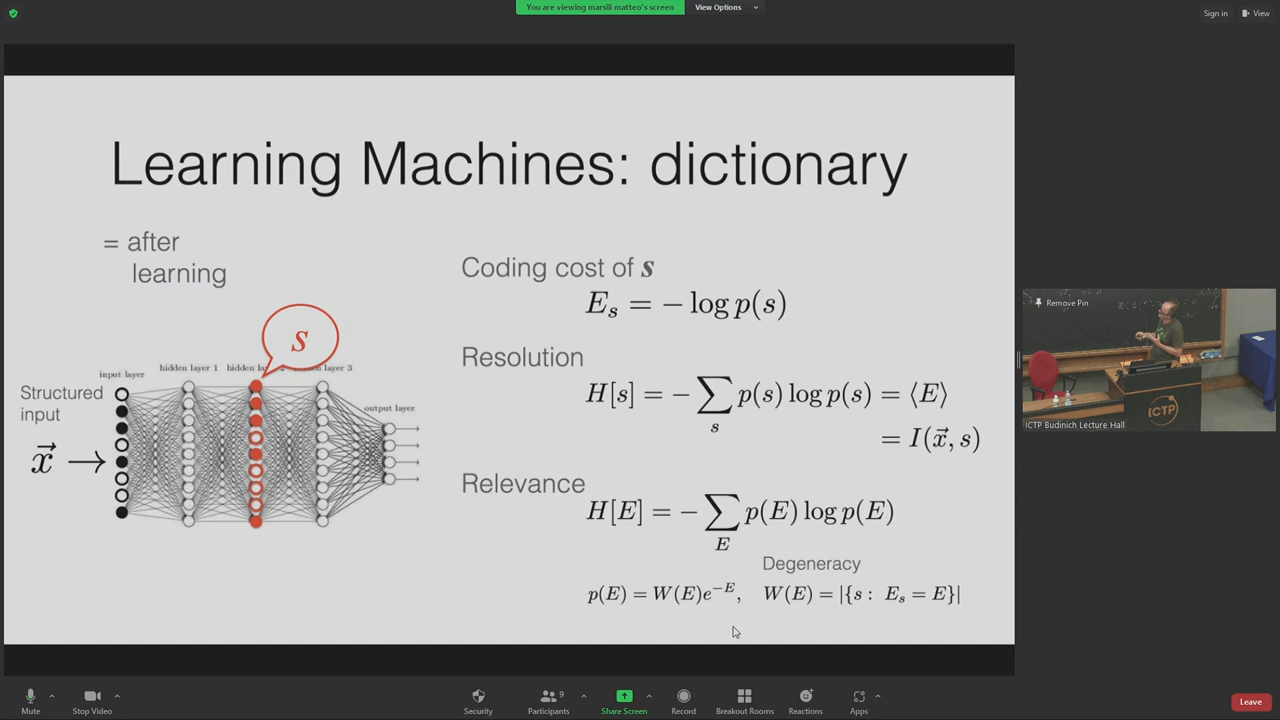 You are viewing marsili matteo's screen
View Options
Sign in
View
Learning Machines: dictionary
= after
learning
Coding cost of s
E_s = − log p(s)
Resolution
H[s] = − ∑_s p(s) log p(s) = ⟨E⟩
= I(x⃗, s)
Relevance
H[E] = − ∑_E p(E) log p(E)
Degeneracy
p(E) = W(E)e^{−E}, W(E) = |{s : E_s = E}|
s
input layer
hidden layer 1
hidden
3
output layer
Structured
input
x⃗ →
Remove Pin
ICTP
ICTP Budinich Lecture Hall
Mute
Stop Video
Security
Participants
9
Share Screen
Record
Breakout Rooms
Reactions
Apps
Leave